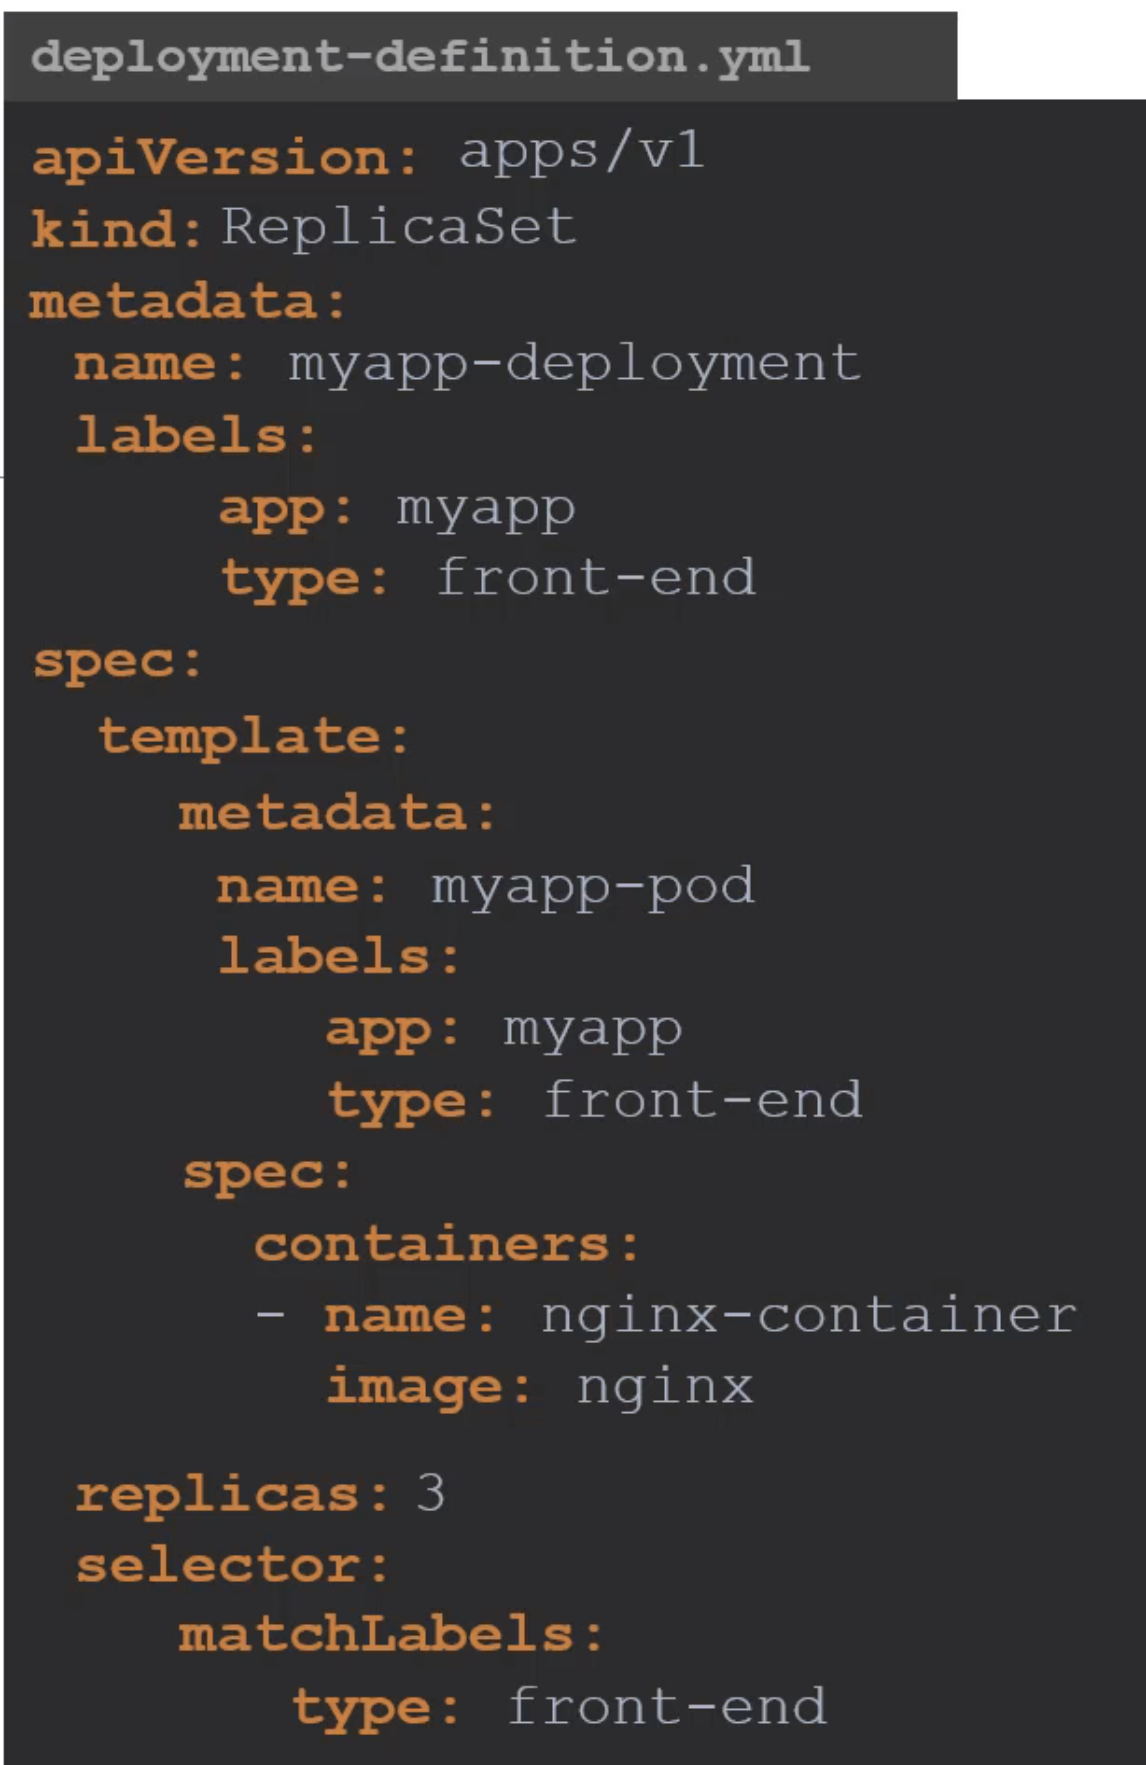 deployment-definition.yml
apiVersion: apps/v1
kind: ReplicaSet
metadata:
name: myapp-deployment
labels:
app: myapp
type: front-end
spec:
template:
metadata:
name: myapp-pod
labels:
app: myapp
type: front-end
spec:
containers:
- name: nginx-container
image: nginx
replicas: 3
selector:
matchLabels:
type: front-end